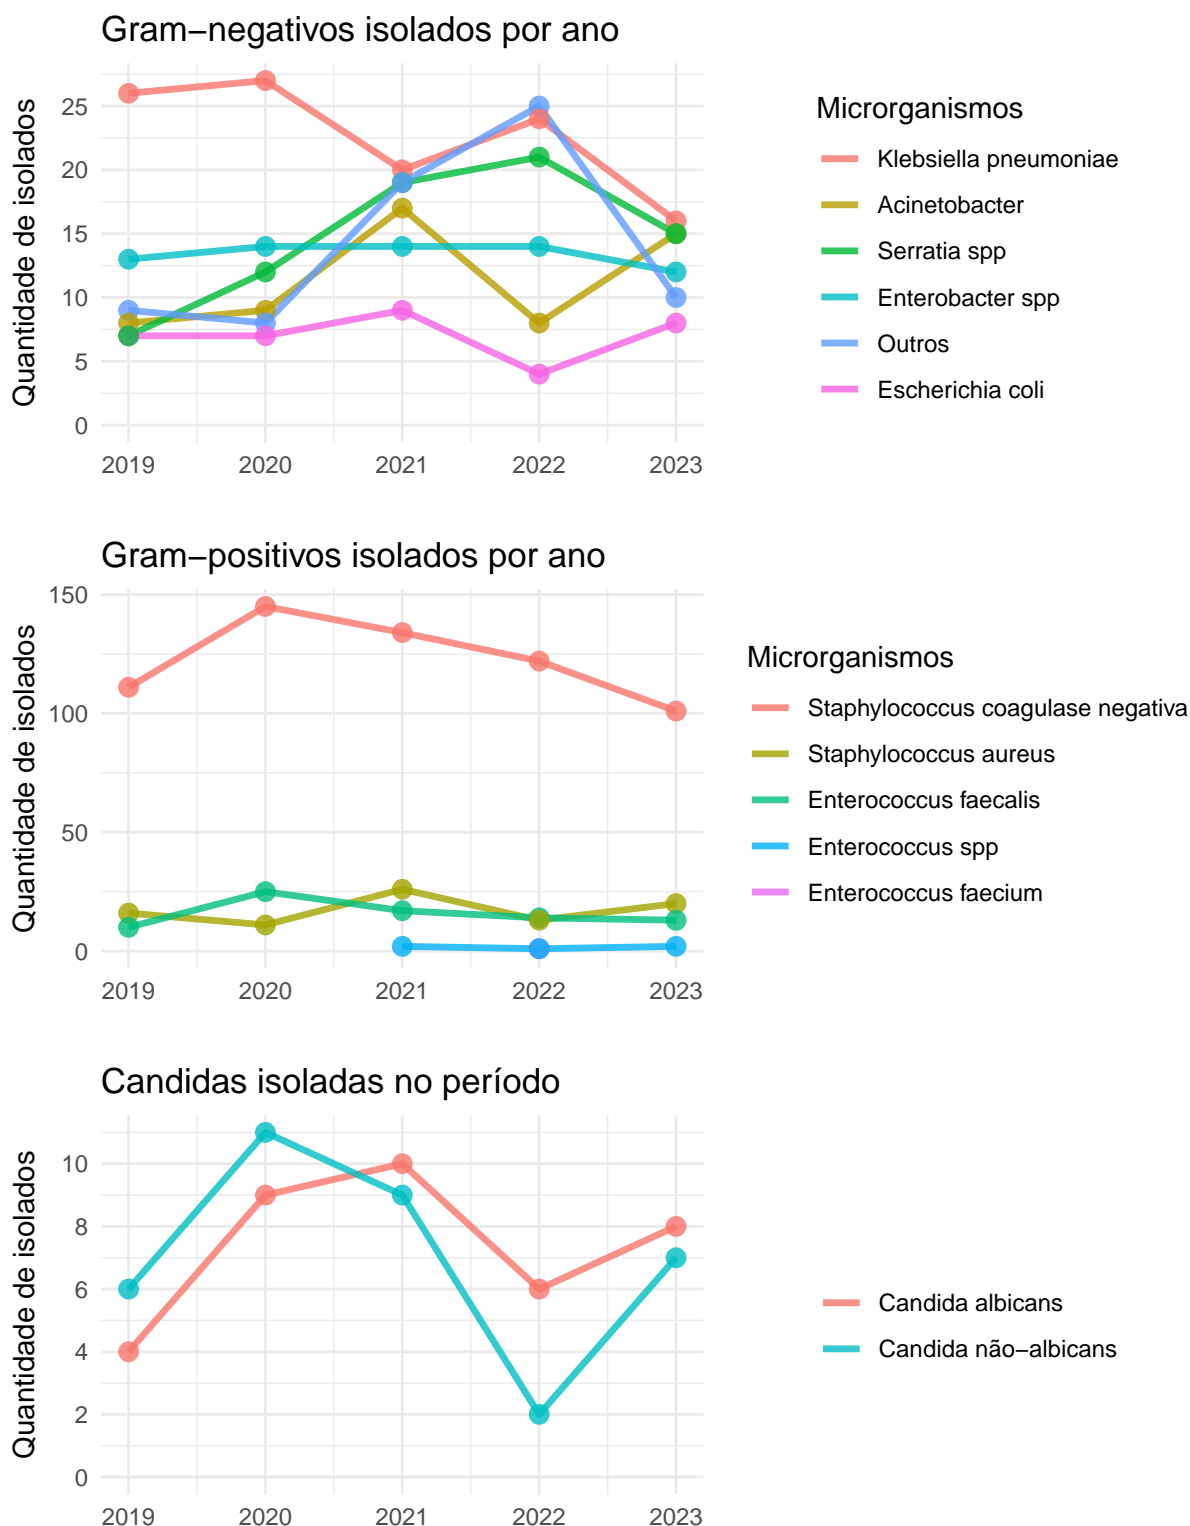 Gram−negativos isolados por ano
Quantidade de isolados
25
20
15
10
5
0
2019 2020 2021 2022 2023
Microrganismos
Klebsiella pneumoniae
Acinetobacter
Serratia spp
Enterobacter spp
Outros
Escherichia coli
Gram−positivos isolados por ano
Quantidade de isolados
150
100
50
0
2019 2020 2021 2022 2023
Microrganismos
Staphylococcus coagulase negativa
Staphylococcus aureus
Enterococcus faecalis
Enterococcus spp
Enterococcus faecium
Candidas isoladas no período
Quantidade de isolados
10
8
6
4
2
0
2019 2020 2021 2022 2023
Candida albicans
Candida não−albicans